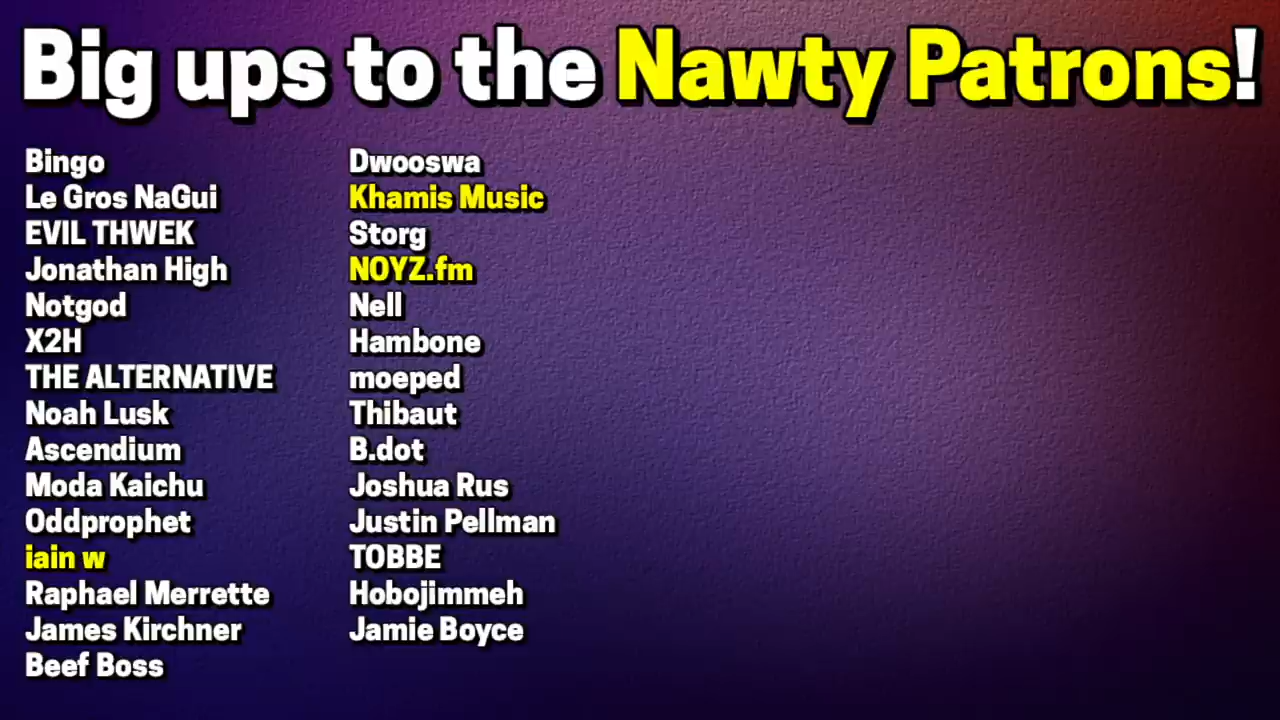 Big ups to the Nawty Patrons!
Bingo
Le Gros NaGui
EVIL THWEK
Jonathan High
Notgod
X2H
THE ALTERNATIVE
Noah Lusk
Ascendium
Moda Kaichu
Oddprophet
iain w
Raphael Merrette
James Kirchner
Beef Boss
Dwooswa
Khamis Music
Storg
NOYZ.fm
Nell
Hambone
moeped
Thibaut
B.dot
Joshua Rus
Justin Pellman
TOBBE
Hobojimmeh
Jamie Boyce